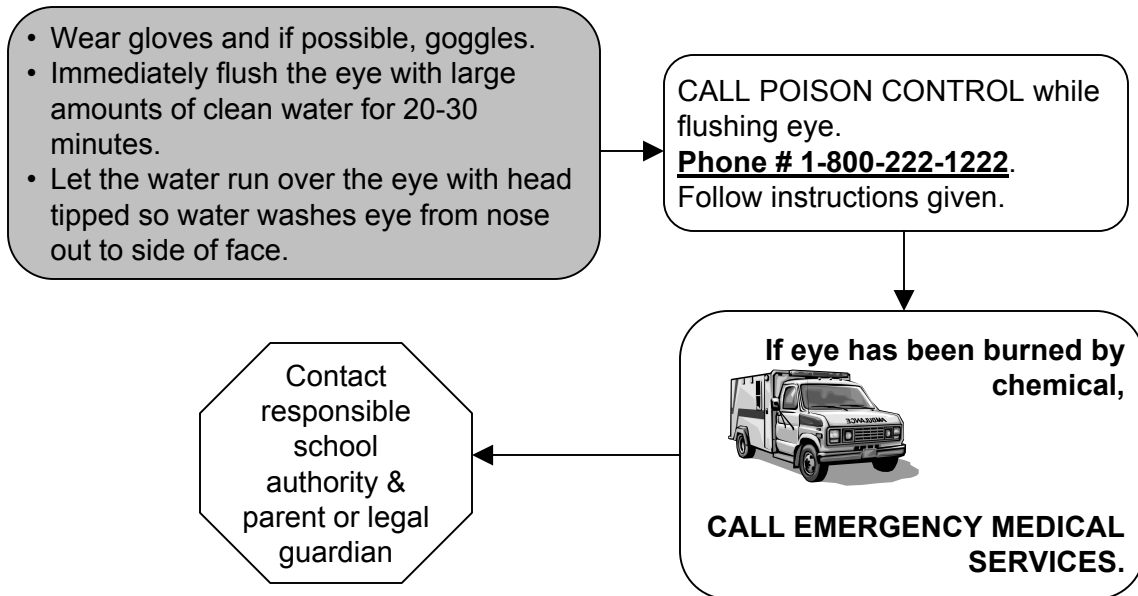 • Wear gloves and if possible, goggles.
• Immediately flush the eye with large
amounts of clean water for 20-30
minutes.
• Let the water run over the eye with head
tipped so water washes eye from nose
out to side of face.
CALL POISON CONTROL while
flushing eye.
Phone # 1-800-222-1222.
Follow instructions given.
If eye has been burned by
chemical,
CALL EMERGENCY MEDICAL
SERVICES.
Contact
responsible
school
authority &
parent or legal
guardian